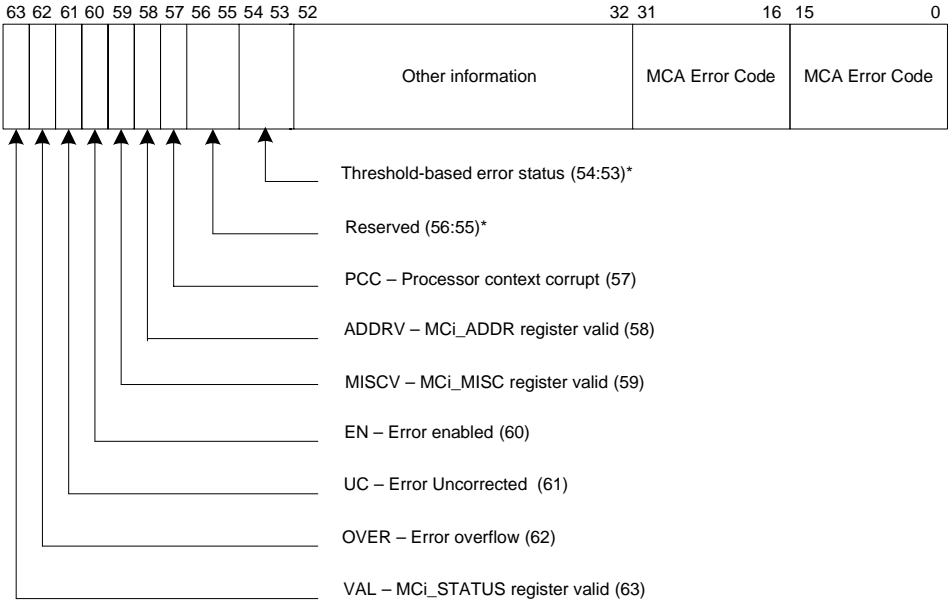 63 62 61 60 59 58 57 56 55 54 53 52 32 31 16 15 0
Other information MCA Error Code MCA Error Code
Threshold-based error status (54:53)*
Reserved (56:55)*
PCC – Processor context corrupt (57)
ADDRV – MCi_ADDR register valid (58)
MISCV – MCi_MISC register valid (59)
EN – Error enabled (60)
UC – Error Uncorrected (61)
OVER – Error overflow (62)
VAL – MCi_STATUS register valid (63)